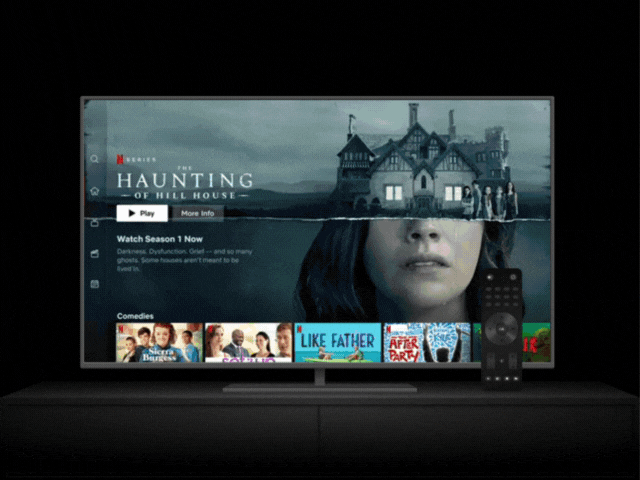 N SERIES
THE
HAUNTING
OF HILL HOUSE
Play More Info
Watch Season 1 Now
Darkness. Dysfunction. Grief — and so many
ghosts. Some houses aren't meant to be
lived in.
Comedies
Sierra
Burgess
LIKE FATHER
AFTER
PARTY